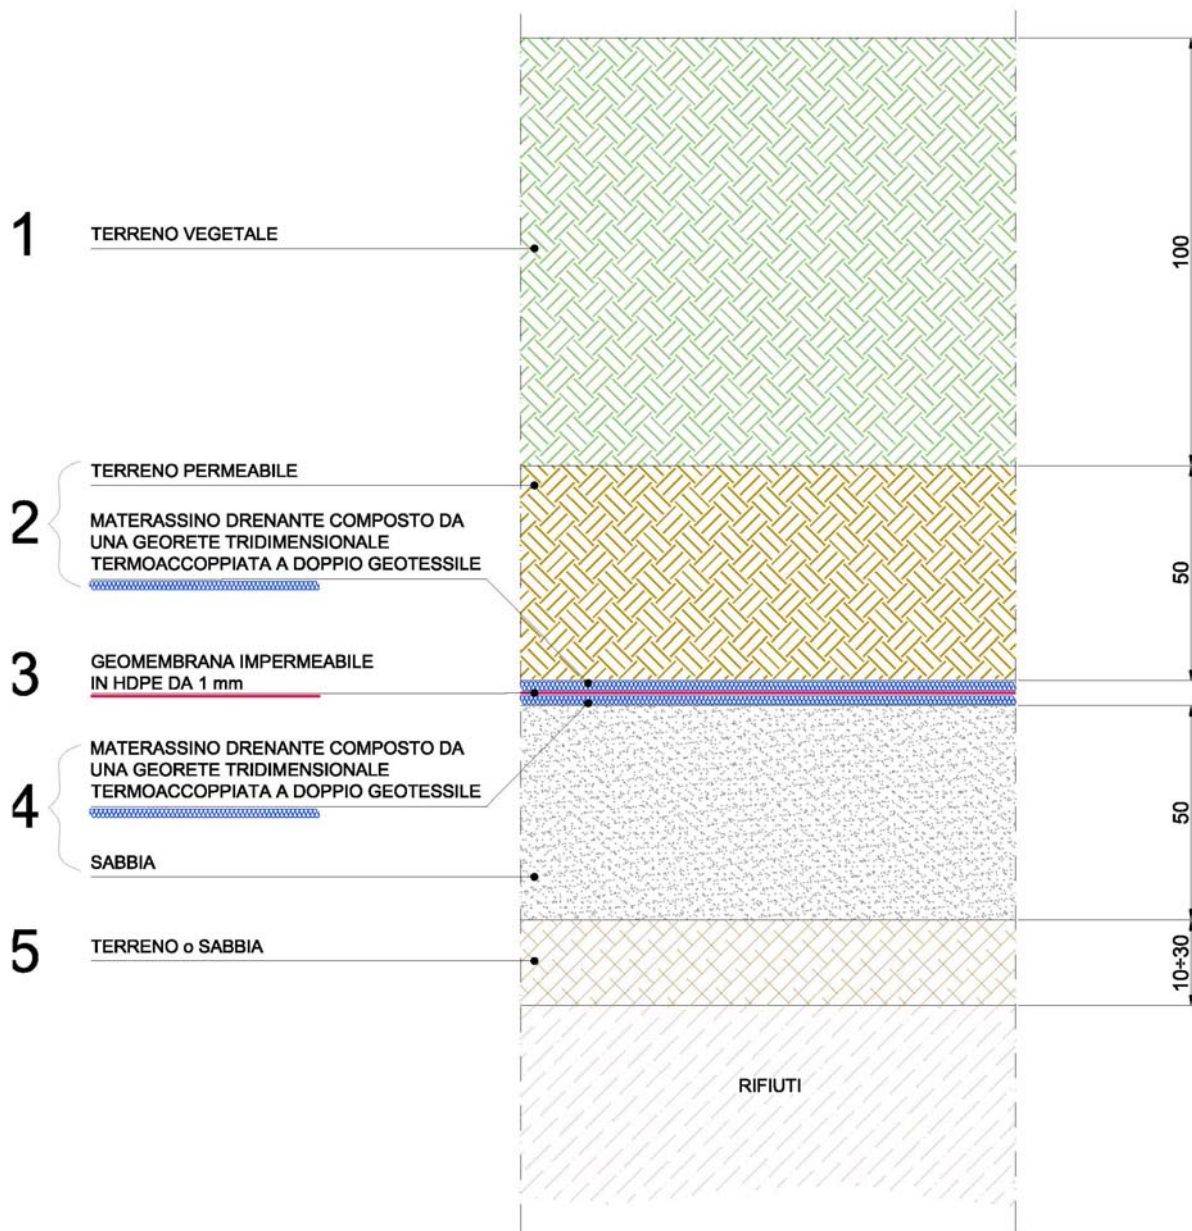 1
TERRENO VEGETALE
100
2
TERRENO PERMEABILE
MATERASSINO DRENANTE COMPOSTO DA
UNA GEORETE TRIDIMENSIONALE
TERMOACCOPPIATA A DOPPIO GEOTESSILE
50
3
GEOMEMBRANA IMPERMEABILE
IN HDPE DA 1 mm
4
MATERASSINO DRENANTE COMPOSTO DA
UNA GEORETE TRIDIMENSIONALE
TERMOACCOPPIATA A DOPPIO GEOTESSILE
SABBIA
50
5
TERRENO o SABBIA
10÷30
RIFIUTI